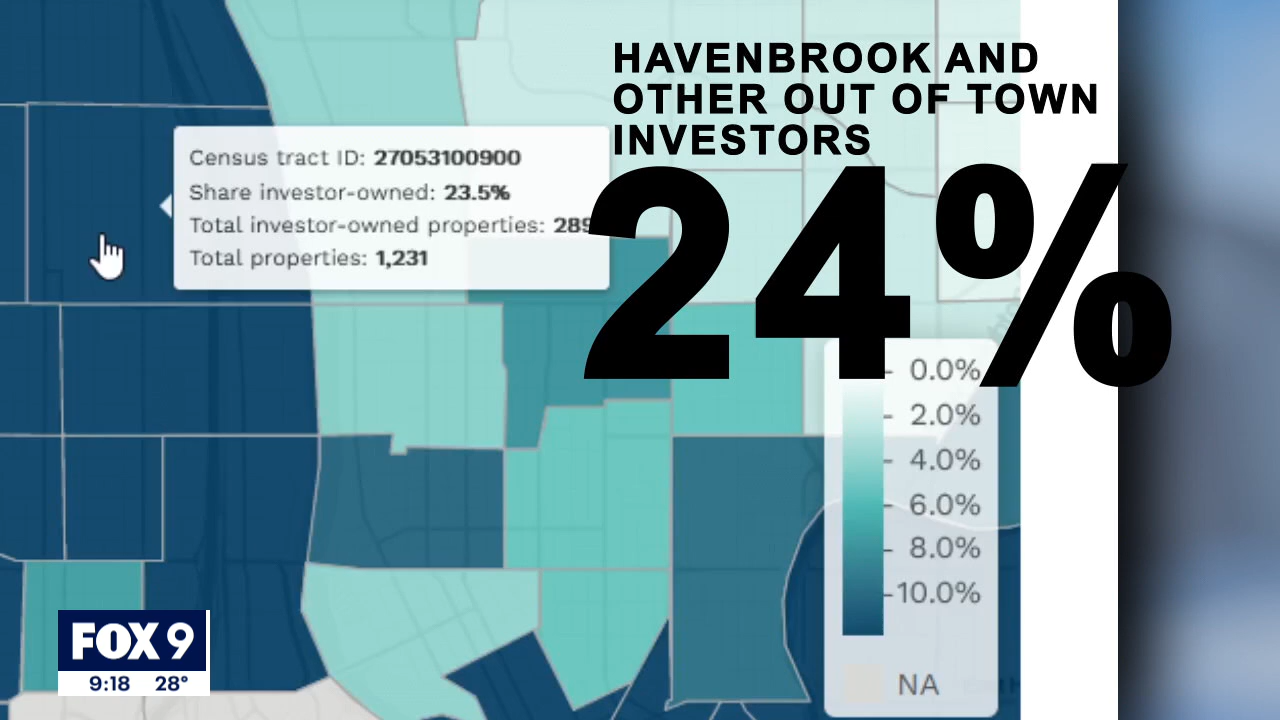 HAVENBROOK AND
OTHER OUT OF TOWN
INVESTORS
24%
Census tract ID: 27053100900
Share investor-owned: 23.5%
Total investor-owned properties: 289
Total properties: 1,231
0.0%
2.0%
4.0%
6.0%
8.0%
10.0%
NA
FOX 9
9:18 28°